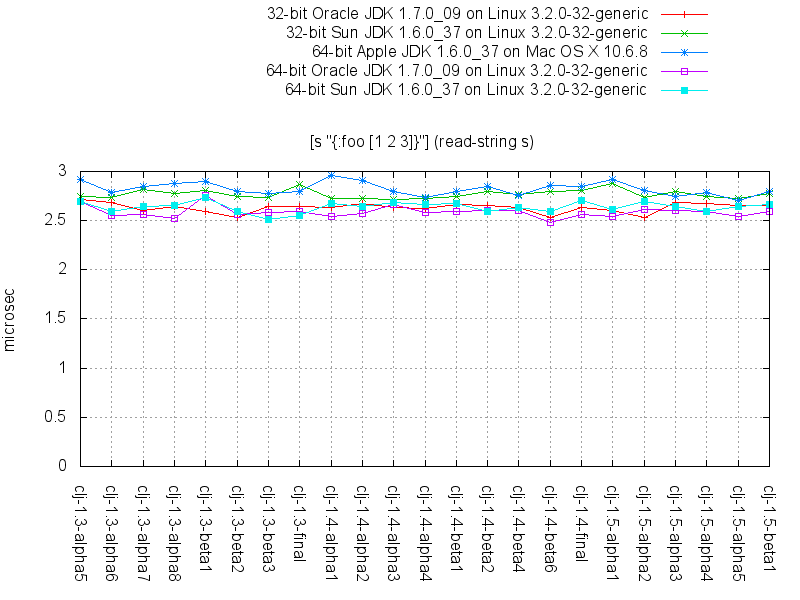 32-bit Oracle JDK 1.7.0_09 on Linux 3.2.0-32-generic
32-bit Sun JDK 1.6.0_37 on Linux 3.2.0-32-generic
64-bit Apple JDK 1.6.0_37 on Mac OS X 10.6.8
64-bit Oracle JDK 1.7.0_09 on Linux 3.2.0-32-generic
64-bit Sun JDK 1.6.0_37 on Linux 3.2.0-32-generic
[s "{:foo [1 2 3]}"] (read-string s)
3
2.5
2
1.5
1
0.5
0
microsec
clj-1.3-alpha5
clj-1.3-alpha6
clj-1.3-alpha7
clj-1.3-alpha8
clj-1.3-beta1
clj-1.3-beta2
clj-1.3-beta3
clj-1.3-final
clj-1.4-alpha1
clj-1.4-alpha2
clj-1.4-alpha3
clj-1.4-alpha4
clj-1.4-beta1
clj-1.4-beta2
clj-1.4-beta4
clj-1.4-beta6
clj-1.4-final
clj-1.5-alpha1
clj-1.5-alpha2
clj-1.5-alpha3
clj-1.5-alpha4
clj-1.5-alpha5
clj-1.5-beta1